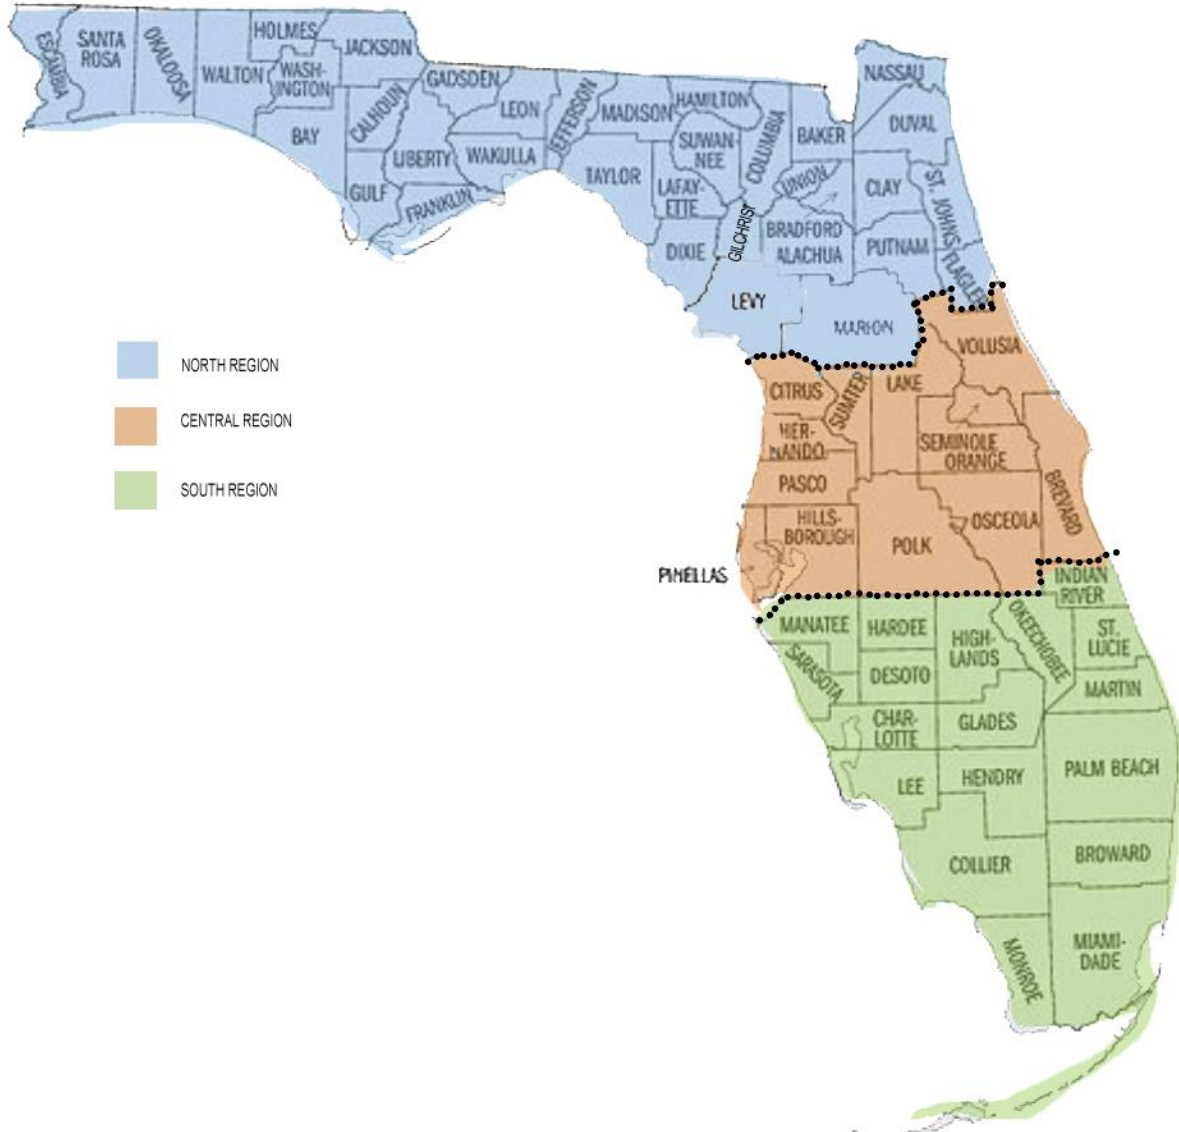 ESCAMBIA
SANTA
ROSA
OKALOOSA
WALTON
HOLMES
WASH-
INGTON
JACKSON
BAY
CALHOUN
GULF
GADSDEN
LIBERTY
FRANKLIN
LEON
WAKULLA
JEFFERSON
MADISON
TAYLOR
HAMILTON
SUWAN-
NEE
LAFAY-
ETTE
DIXIE
COLUMBIA
GILCHRIST
BAKER
UNION
BRADFORD
ALACHUA
NASSAU
DUVAL
CLAY
ST. JOHNS
PUTNAM
FLAGLER
LEVY
MARION
NORTH REGION
CENTRAL REGION
SOUTH REGION
VOLUSIA
CITRUS
SUMTER
LAKE
HER-
NANDO
SEMINOLE
ORANGE
PASCO
BREVARD
HILLS-
BOROUGH
POLK
OSCEOLA
PINELLAS
INDIAN
RIVER
MANATEE
HARDEE
HIGH-
LANDS
OKEECHOBEE
ST.
LUCIE
SARASOTA
DESOTO
MARTIN
CHAR-
LOTTE
GLADES
LEE
HENDRY
PALM BEACH
COLLIER
BROWARD
MONROE
MIAMI-
DADE